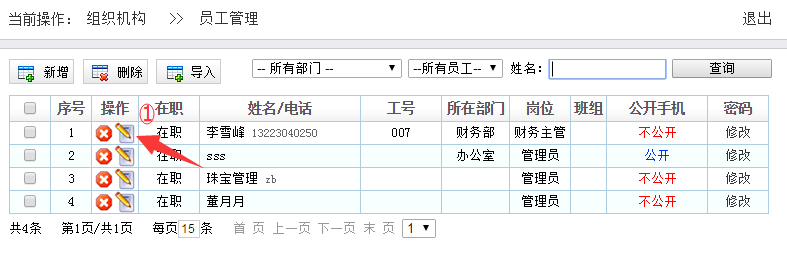 当前操作： 组织机构 >> 员工管理 退出
新增 删除 导入 -- 所有部门 -- --所有员工-- 姓名： 查询
序号 操作 在职 姓名/电话 工号 所在部门 岗位 班组 公开手机 密码
①
1 在职 李雪峰 13223040250 007 财务部 财务主管 不公开 修改
2 在职 sss 办公室 管理员 公开 修改
3 在职 珠宝管理 zb 管理员 不公开 修改
4 在职 董月月 管理员 不公开 修改
共4条 第1页/共1页 每页15条 首 页 上一页 下一页 末 页 1